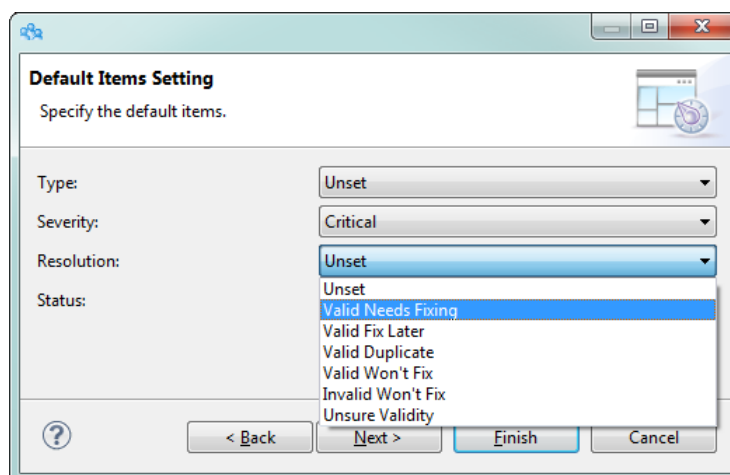 Default Items Setting
Specify the default items.
Type: Unset
Severity: Critical
Resolution: Unset
Status:
Unset
Valid Needs Fixing
Valid Fix Later
Valid Duplicate
Valid Won't Fix
Invalid Won't Fix
Unsure Validity
? < Back Next > Finish Cancel